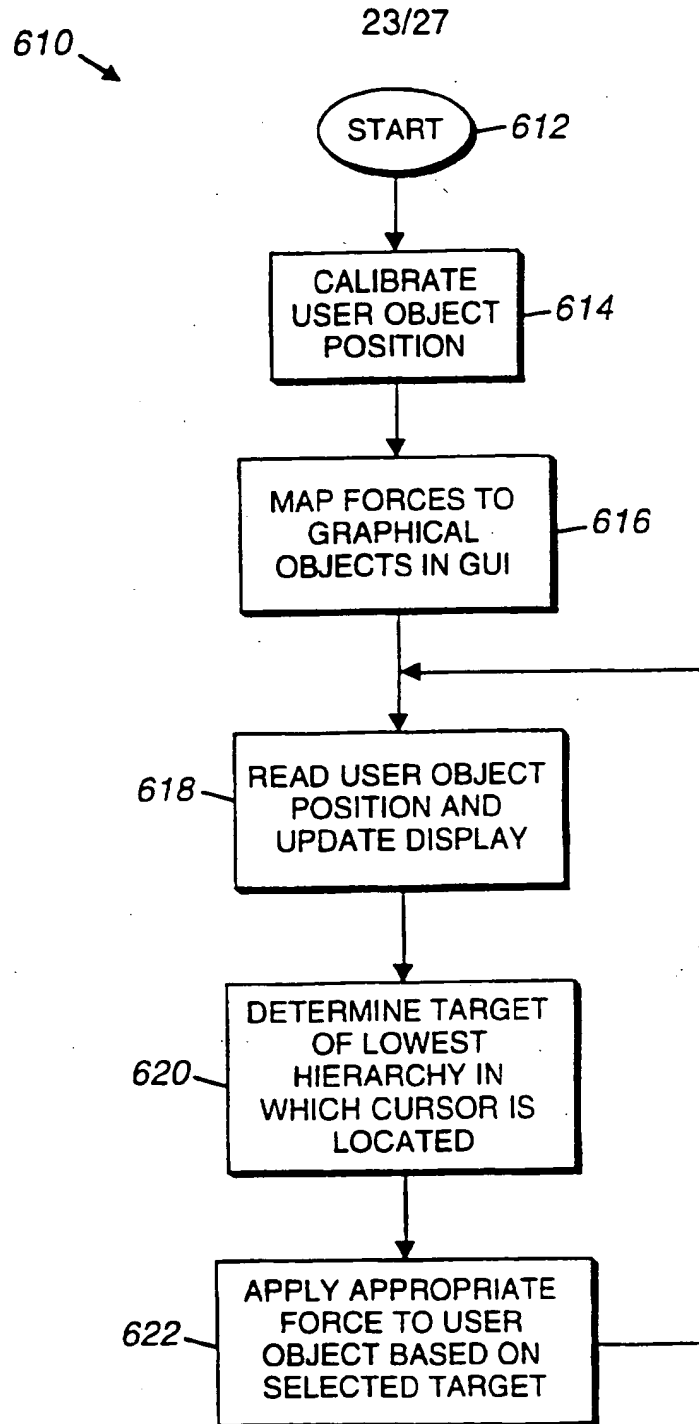 23/27
610
START
612
CALIBRATE
USER OBJECT
POSITION
614
MAP FORCES TO
GRAPHICAL
OBJECTS IN GUI
616
618
READ USER OBJECT
POSITION AND
UPDATE DISPLAY
620
DETERMINE TARGET
OF LOWEST
HIERARCHY IN
WHICH CURSOR IS
LOCATED
622
APPLY APPROPRIATE
FORCE TO USER
OBJECT BASED ON
SELECTED TARGET